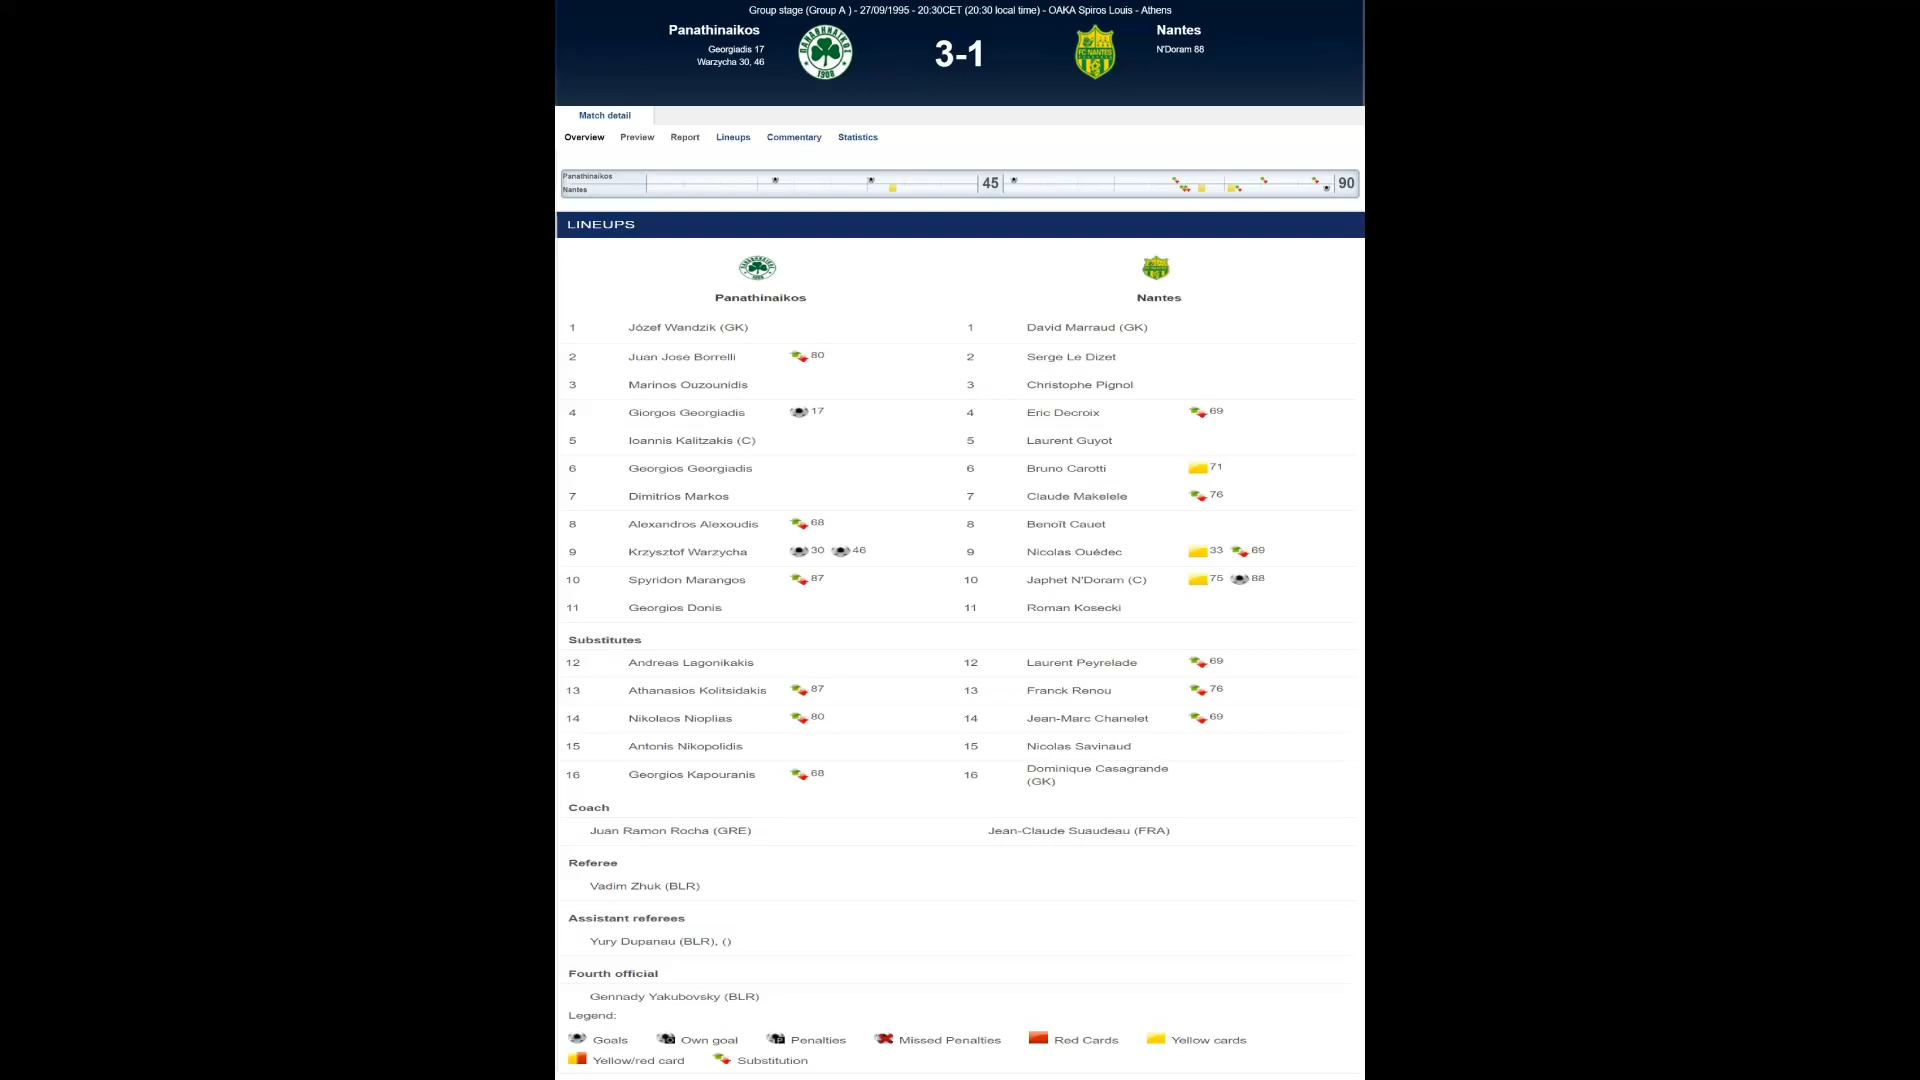 Group stage (Group A ) - 27/09/1995 - 20:30CET (20:30 local time) - OAKA Spiros Louis - Athens
Panathinaikos
Georgiadis 17
Warzycha 30, 46
ΠΑΝΑΘΗΝΑΪΚΟΣ
1908
3-1
FC NANTES
Nantes
N'Doram 88
Match detail
Overview Preview Report Lineups Commentary Statistics
Panathinaikos
Nantes
45
90
LINEUPS
Panathinaikos Nantes
1 Józef Wandzik (GK) 1 David Marraud (GK)
2 Juan Jose Borrelli 80 2 Serge Le Dizet
3 Marinos Ouzounidis 3 Christophe Pignol
4 Giorgos Georgiadis 17 4 Eric Decroix 69
5 Ioannis Kalitzakis (C) 5 Laurent Guyot
6 Georgios Georgiadis 6 Bruno Carotti 71
7 Dimitrios Markos 7 Claude Makelele 76
8 Alexandros Alexoudis 68 8 Benoît Cauet
9 Krzysztof Warzycha 30 46 9 Nicolas Ouédec 33 69
10 Spyridon Marangos 87 10 Japhet N'Doram (C) 75 88
11 Georgios Donis 11 Roman Kosecki
Substitutes
12 Andreas Lagonikakis 12 Laurent Peyrelade 69
13 Athanasios Kolitsidakis 87 13 Franck Renou 76
14 Nikolaos Nioplias 80 14 Jean-Marc Chanelet 69
15 Antonis Nikopolidis 15 Nicolas Savinaud
16 Georgios Kapouranis 68 16 Dominique Casagrande
(GK)
Coach
Juan Ramon Rocha (GRE) Jean-Claude Suaudeau (FRA)
Referee
Vadim Zhuk (BLR)
Assistant referees
Yury Dupanau (BLR), ()
Fourth official
Gennady Yakubovsky (BLR)
Legend:
Goals Own goal Penalties Missed Penalties Red Cards Yellow cards
Yellow/red card Substitution